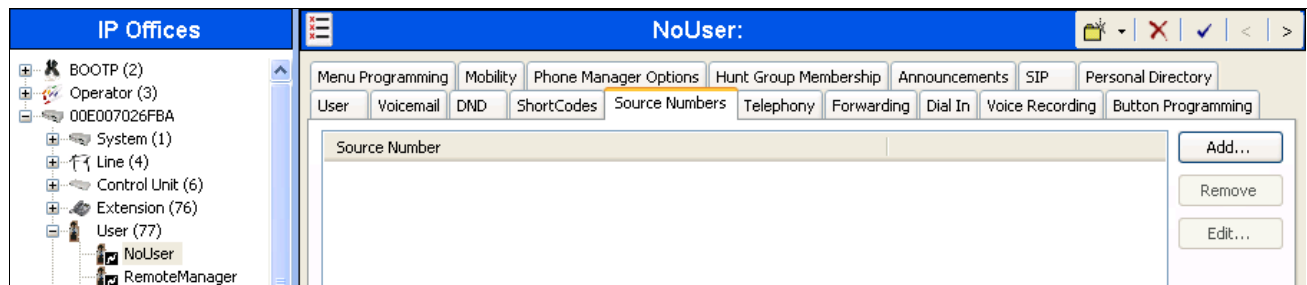 IP Offices
BOOTP (2)
Operator (3)
00E007026FBA
System (1)
Line (4)
Control Unit (6)
Extension (76)
User (77)
NoUser
RemoteManager
NoUser:
Menu Programming Mobility Phone Manager Options Hunt Group Membership Announcements SIP Personal Directory
User Voicemail DND ShortCodes Source Numbers Telephony Forwarding Dial In Voice Recording Button Programming
Source Number
Add...
Remove
Edit...